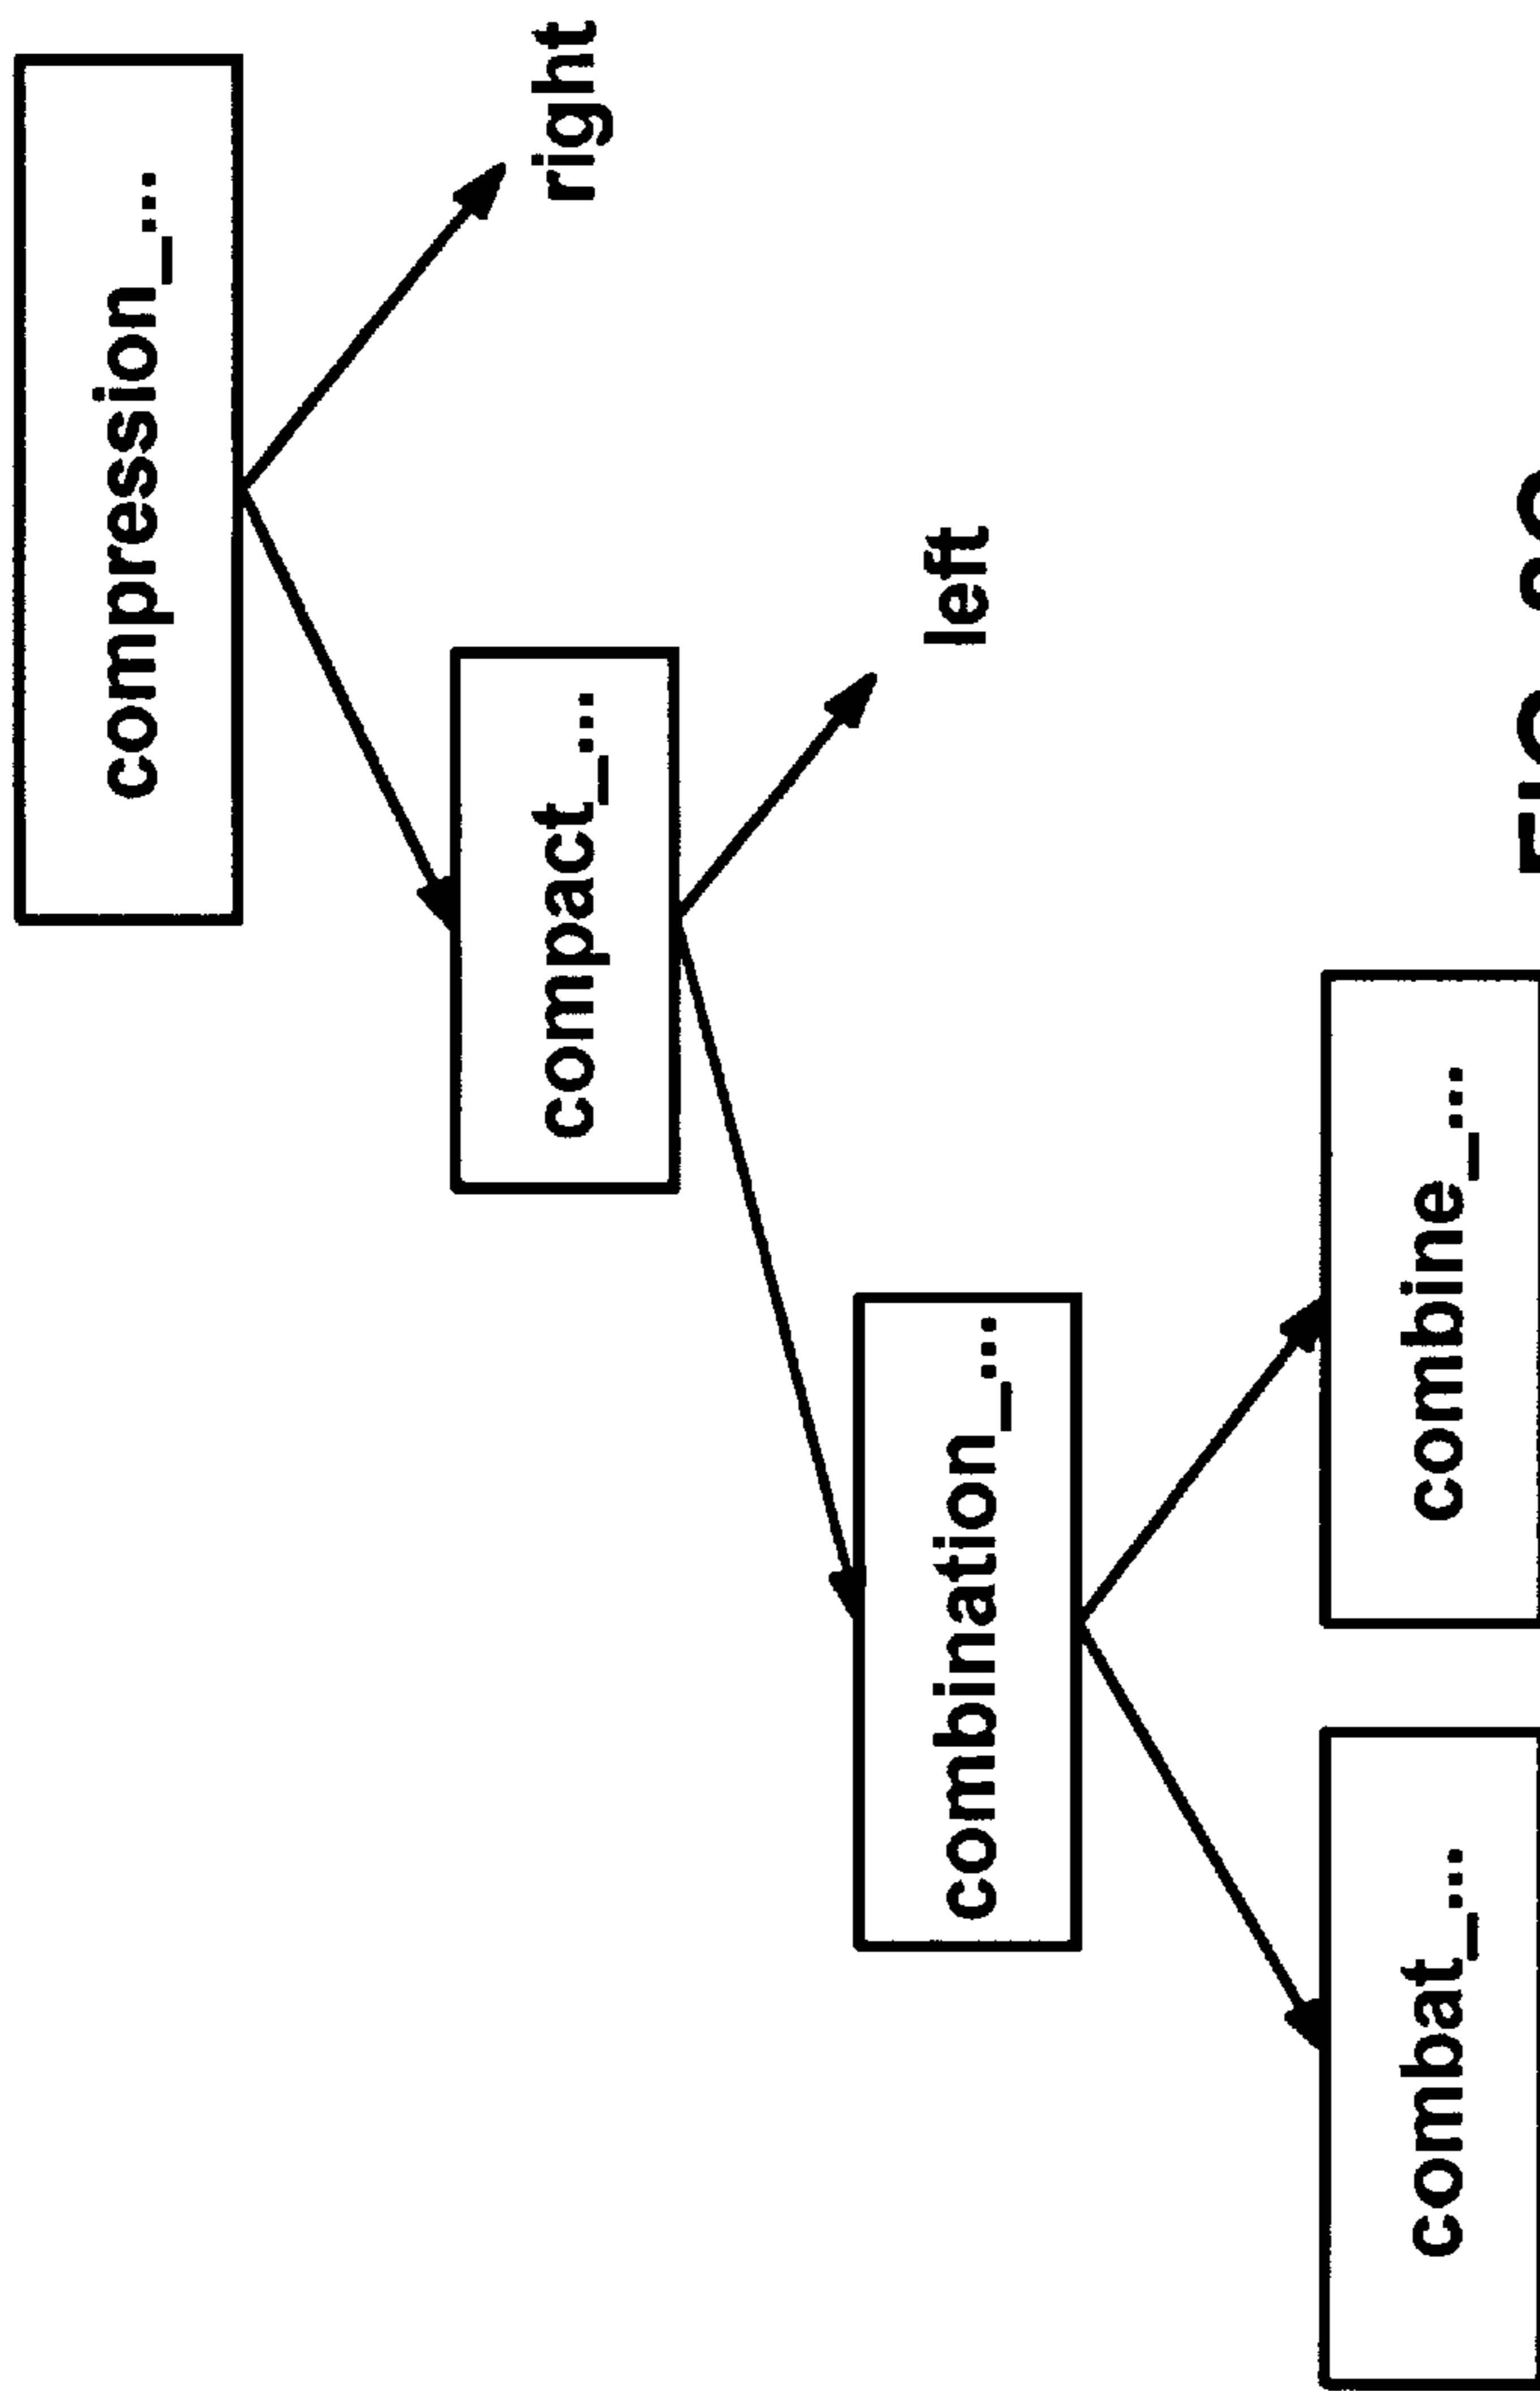 compression_...
right
compact_...
left
combination_...
combat_...
combine_...